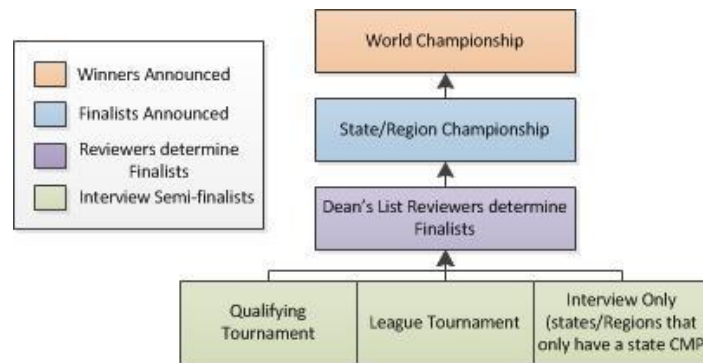 World Championship
Winners Announced
Finalists Announced
Reviewers determine
Finalists
Interview Semi-finalists
State/Region Championship
Dean's List Reviewers determine
Finalists
Qualifying
Tournament
League Tournament
Interview Only
(states/Regions that
only have a state CMP